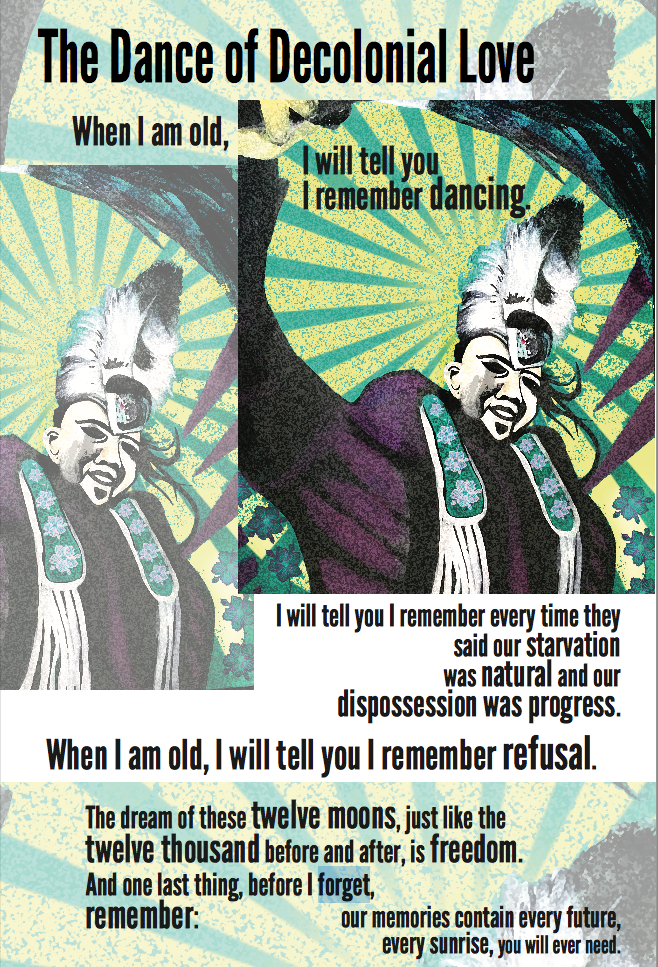 The Dance of Decolonial Love
When I am old,
I will tell you
I remember dancing.
I will tell you I remember every time they
said our starvation
was natural and our
dispossession was progress.
When I am old, I will tell you I remember refusal.
The dream of these twelve moons, just like the
twelve thousand before and after, is freedom.
And one last thing, before I forget,
remember:
our memories contain every future,
every sunrise, you will ever need.